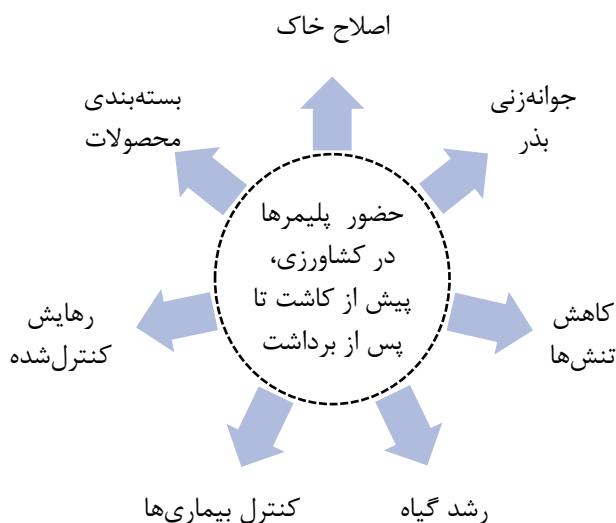 اصلاح خاک
جوانه‌زنی
بذر
بسته‌بندی
محصولات
حضور پلیمرها
در کشاورزی،
پیش از کاشت تا
پس از برداشت
کاهش
تنش‌ها
رهایش
کنترل‌شده
رشد گیاه
کنترل بیماری‌ها